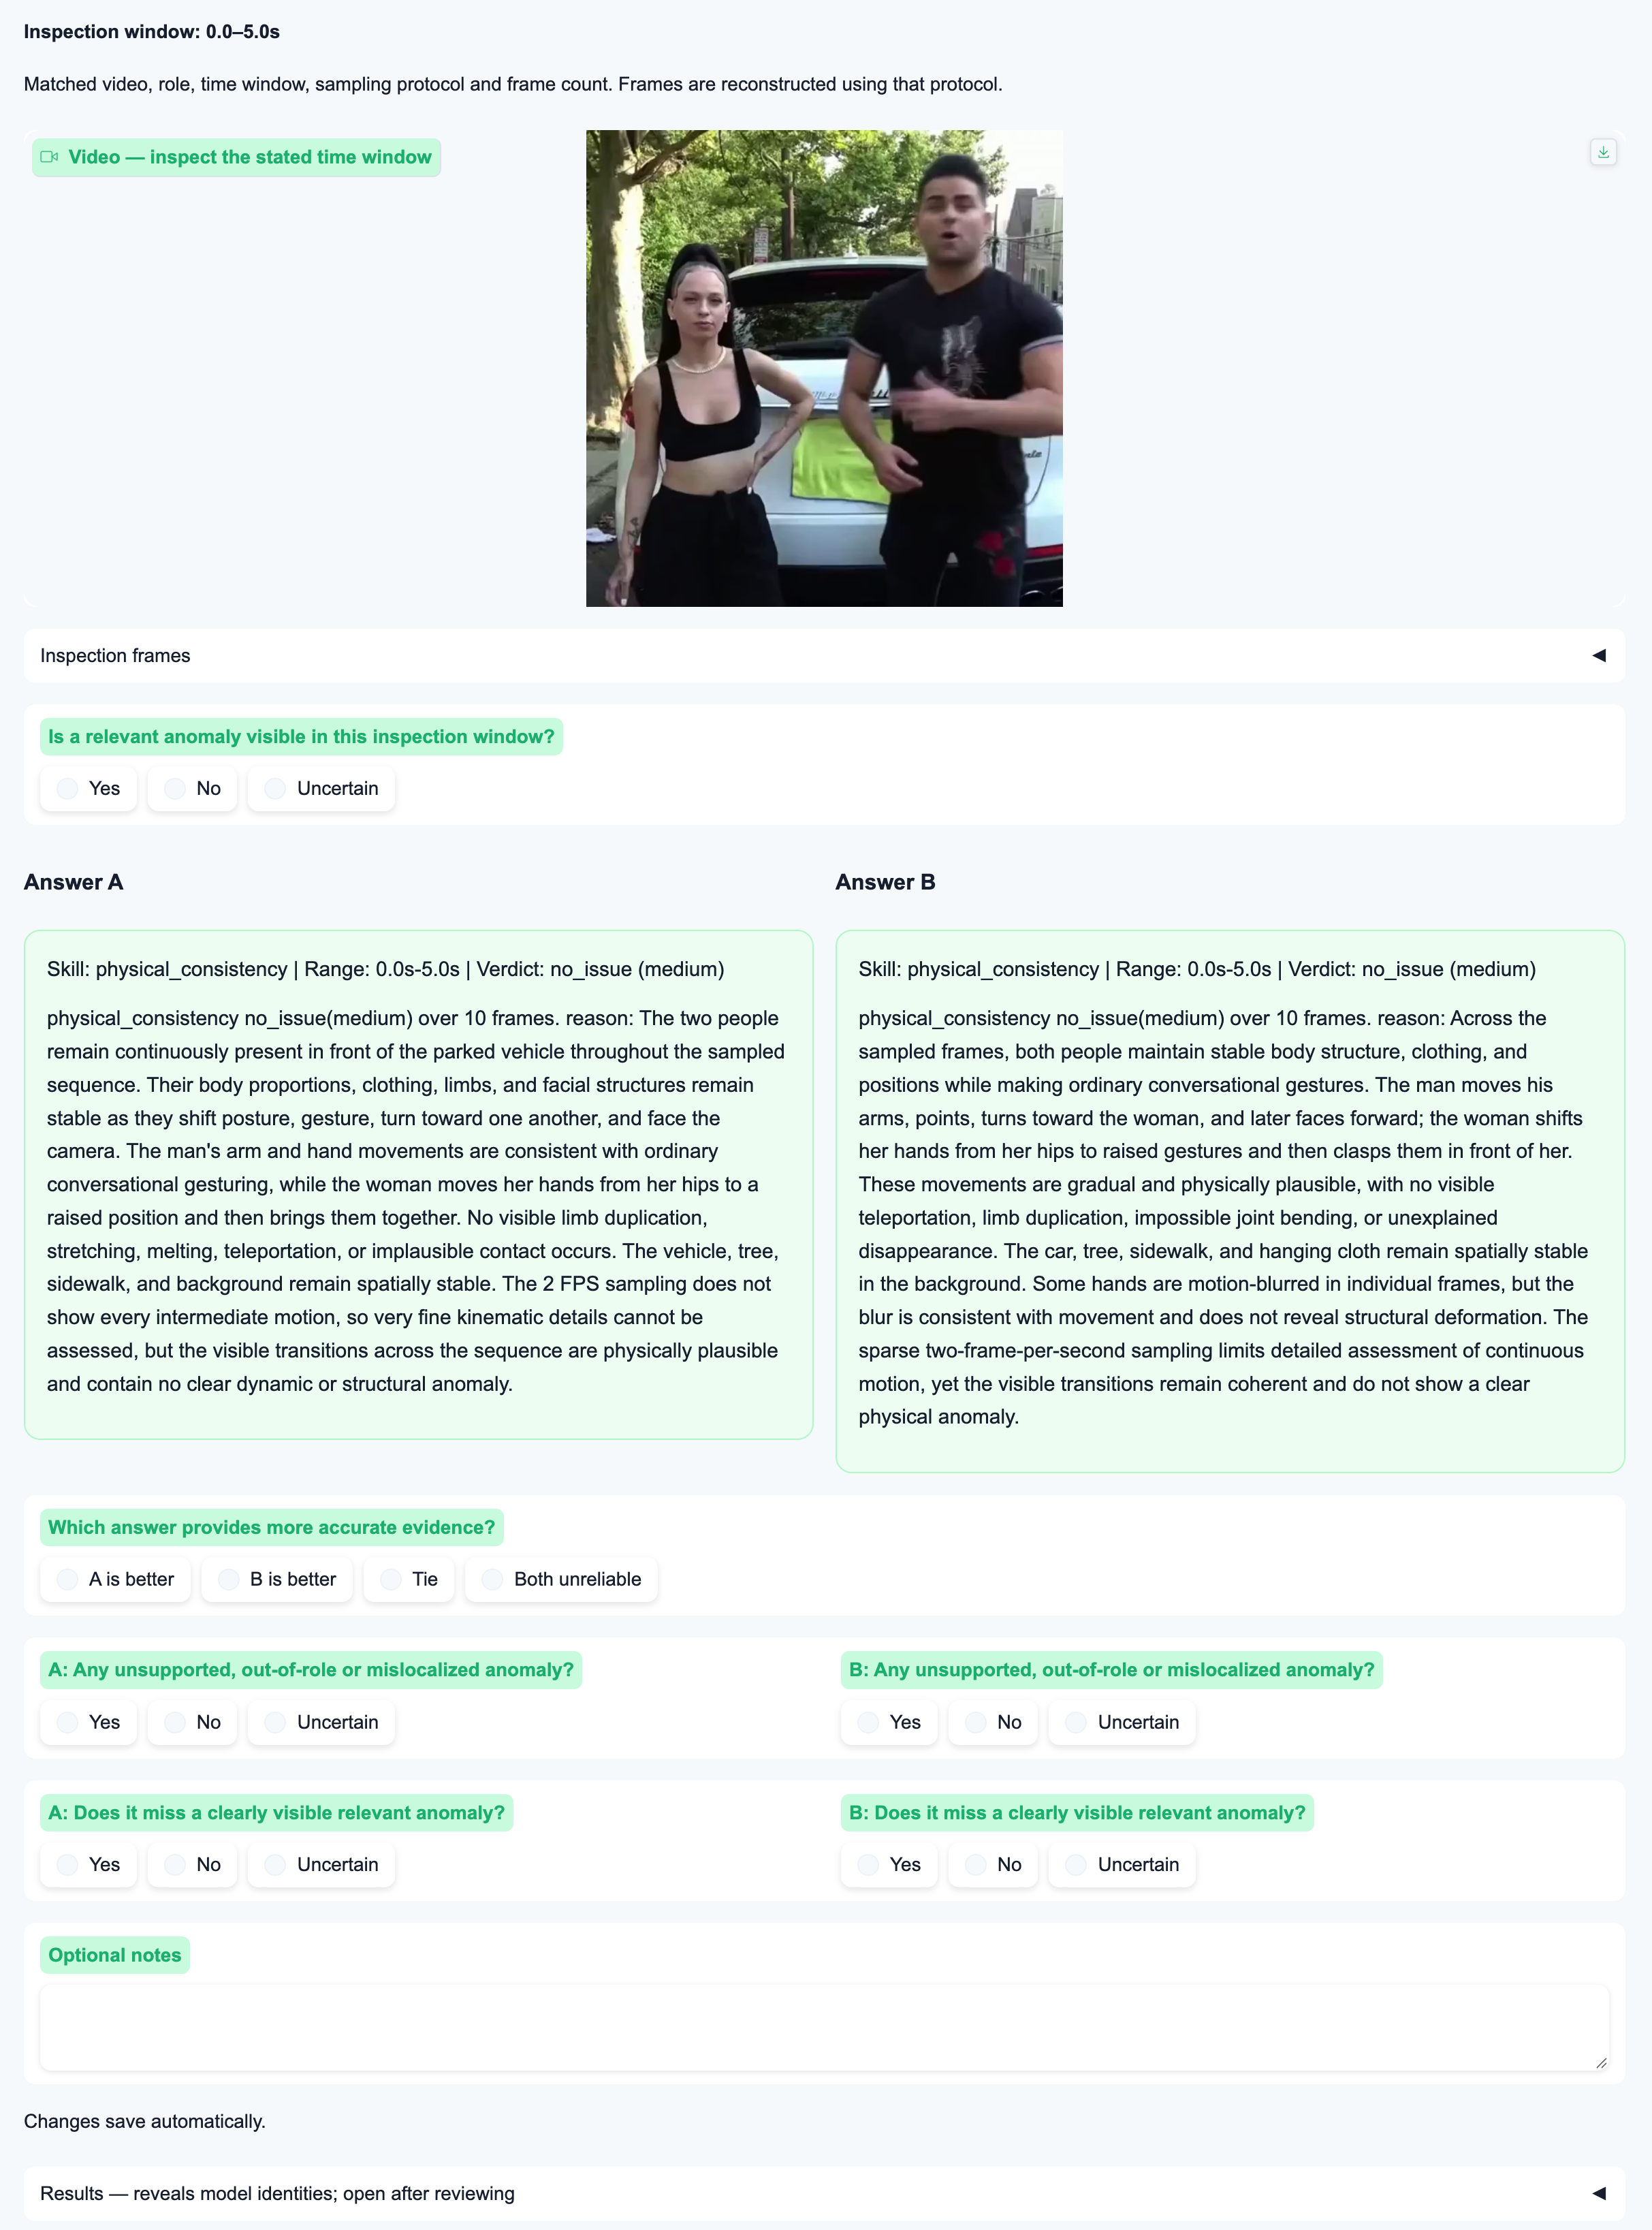 Inspection window: 0.0–5.0s
Matched video, role, time window, sampling protocol and frame count. Frames are reconstructed using that protocol.
Video — inspect the stated time window
Inspection frames
Is a relevant anomaly visible in this inspection window?
Yes No Uncertain
Answer A
Skill: physical_consistency | Range: 0.0s-5.0s | Verdict: no_issue (medium)
physical_consistency no_issue(medium) over 10 frames. reason: The two people
remain continuously present in front of the parked vehicle throughout the sampled
sequence. Their body proportions, clothing, limbs, and facial structures remain
stable as they shift posture, gesture, turn toward one another, and face the
camera. The man's arm and hand movements are consistent with ordinary
conversational gesturing, while the woman moves her hands from her hips to a
raised position and then brings them together. No visible limb duplication,
stretching, melting, teleportation, or implausible contact occurs. The vehicle, tree,
sidewalk, and background remain spatially stable. The 2 FPS sampling does not
show every intermediate motion, so very fine kinematic details cannot be
assessed, but the visible transitions across the sequence are physically plausible
and contain no clear dynamic or structural anomaly.
Answer B
Skill: physical_consistency | Range: 0.0s-5.0s | Verdict: no_issue (medium)
physical_consistency no_issue(medium) over 10 frames. reason: Across the
sampled frames, both people maintain stable body structure, clothing, and
positions while making ordinary conversational gestures. The man moves his
arms, points, turns toward the woman, and later faces forward; the woman shifts
her hands from her hips to raised gestures and then clasps them in front of her.
These movements are gradual and physically plausible, with no visible
teleportation, limb duplication, impossible joint bending, or unexplained
disappearance. The car, tree, sidewalk, and hanging cloth remain spatially stable
in the background. Some hands are motion-blurred in individual frames, but the
blur is consistent with movement and does not reveal structural deformation. The
sparse two-frame-per-second sampling limits detailed assessment of continuous
motion, yet the visible transitions remain coherent and do not show a clear
physical anomaly.
Which answer provides more accurate evidence?
A is better B is better Tie Both unreliable
A: Any unsupported, out-of-role or mislocalized anomaly?
Yes No Uncertain
B: Any unsupported, out-of-role or mislocalized anomaly?
Yes No Uncertain
A: Does it miss a clearly visible relevant anomaly?
Yes No Uncertain
B: Does it miss a clearly visible relevant anomaly?
Yes No Uncertain
Optional notes
Changes save automatically.
Results — reveals model identities; open after reviewing